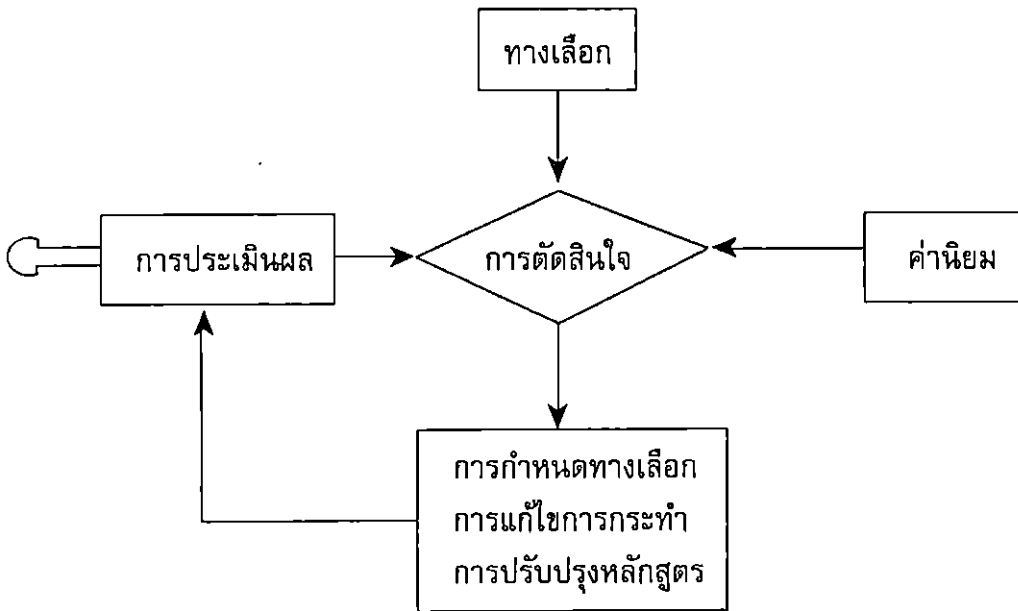 ทางเลือก
การประเมินผล
การตัดสินใจ
ค่านิยม
การกำหนดทางเลือก
การแก้ไขการกระทำ
การปรับปรุงหลักสูตร